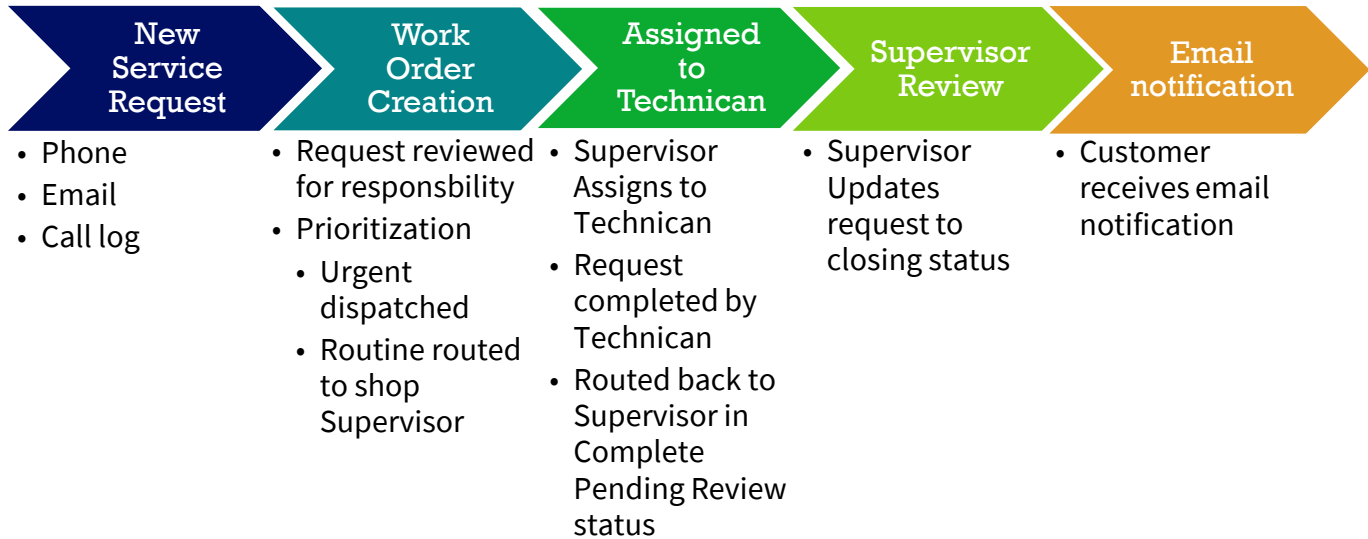 New
Service
Request
Work
Order
Creation
Assigned
to
Technican
Supervisor
Review
Email
notification
• Phone
• Email
• Call log
• Request reviewed
for responsbility
• Prioritization
• Urgent
dispatched
• Routine routed
to shop
Supervisor
• Supervisor
Assigns to
Technican
• Request
completed by
Technican
• Routed back to
Supervisor in
Complete
Pending Review
status
• Supervisor
Updates
request to
closing status
• Customer
receives email
notification